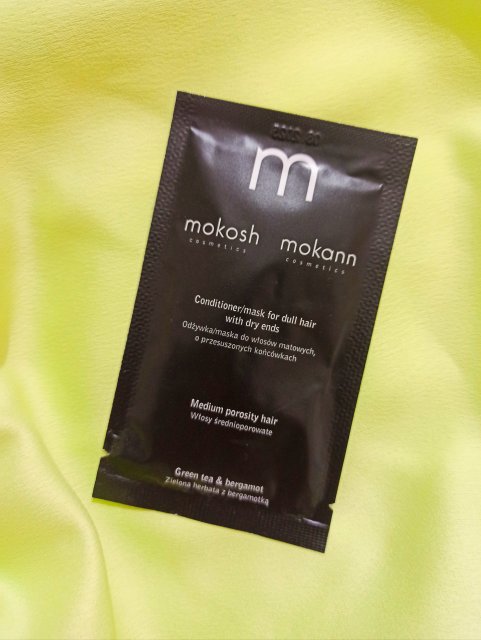 m
mokosh mokann
cosmetics cosmetics
Conditioner/mask for dull hair
with dry ends
Odżywka/maska do włosów matowych,
o przesuszonych końcówkach
Medium porosity hair
Włosy średnioporowate
Green tea & bergamot
Zielona herbata z bergamotką